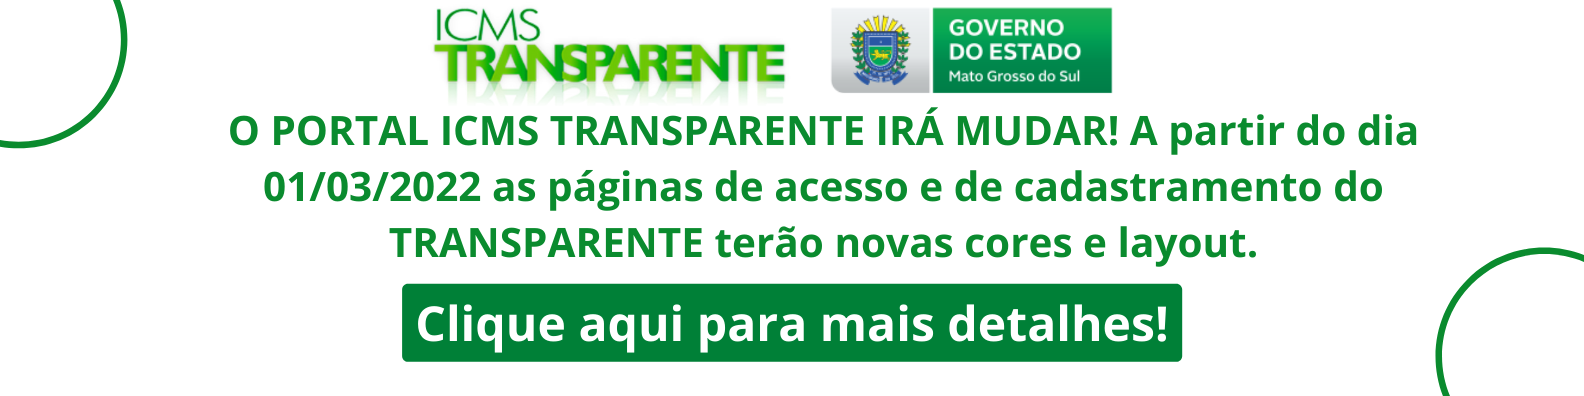 ICMS
TRANSPARENTE
GOVERNO
DO ESTADO
Mato Grosso do Sul
O PORTAL ICMS TRANSPARENTE IRÁ MUDAR! A partir do dia
01/03/2022 as páginas de acesso e de cadastramento do
TRANSPARENTE terão novas cores e layout.
Clique aqui para mais detalhes!